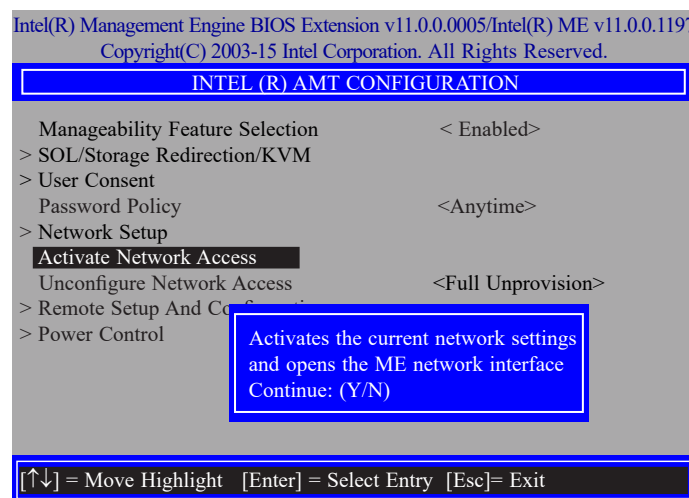 Intel(R) Management Engine BIOS Extension v11.0.0.0005/Intel(R) ME v11.0.0.119
Copyright(C) 2003-15 Intel Corporation. All Rights Reserved.
INTEL (R) AMT CONFIGURATION
Manageability Feature Selection < Enabled>
> SOL/Storage Redirection/KVM
> User Consent
Password Policy <Anytime>
> Network Setup
Activate Network Access
Unconfigure Network Access <Full Unprovision>
> Remote Setup And
> Power Control
Activates the current network settings
and opens the ME network interface
Continue: (Y/N)
[↑↓] = Move Highlight [Enter] = Select Entry [Esc]= Exit